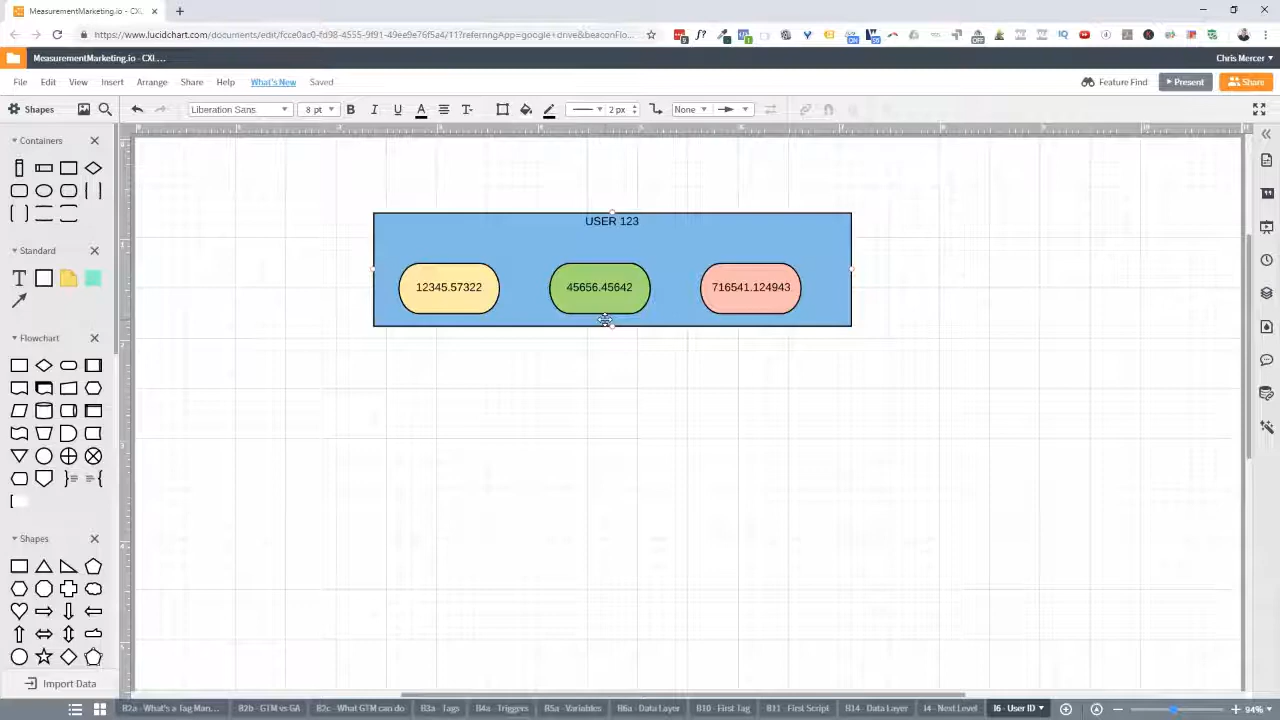 MeasurementMarketing.io - CXL
https://www.lucidchart.com/documents/edit/fcce0ac0-fd98-4555-9f91-49ee9e76f5a4/11?referringApp=google+drive&beaconFlo...
MeasurementMarketing.io - CXL ...
Chris Mercer
File Edit View Insert Arrange Share Help What's New Saved
Feature Find Present Share
Shapes Liberation Sans 8 pt B I U A T 2 px None
Containers
USER 123
Standard
12345.57322 45656.45642 716541.124943
T
Flowchart
Shapes
Import Data
B2a - What's a Tag Man... B2b - GTM vs GA B2c - What GTM can do B3a - Tags B4a - Triggers B5a - Variables B6a - Data Layer B10 - First Tag B11 - First Script B14 - Data Layer I4 - Next Level I6 - User ID 94%